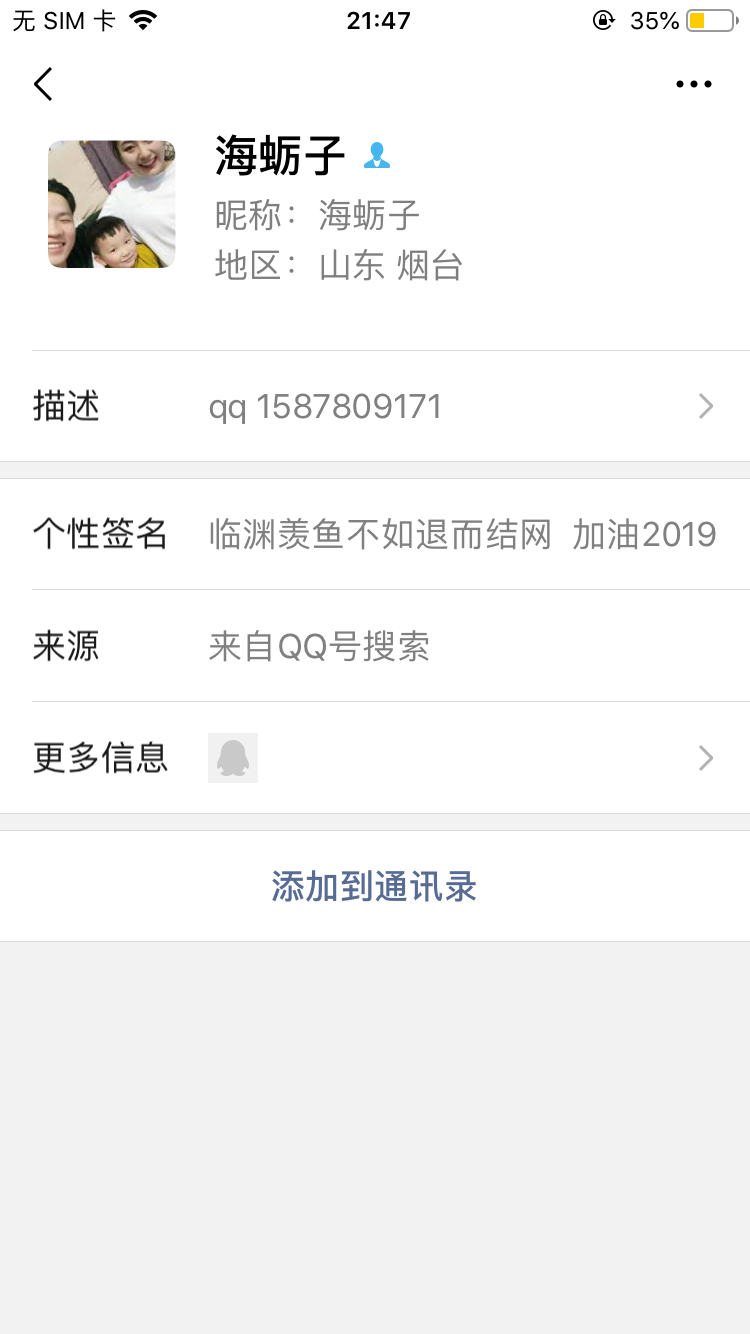 无 SIM 卡 21:47 35%
海蛎子
昵称：海蛎子
地区：山东 烟台
描述 qq 1587809171
个性签名 临渊羡鱼不如退而结网 加油2019
来源 来自QQ号搜索
更多信息
添加到通讯录